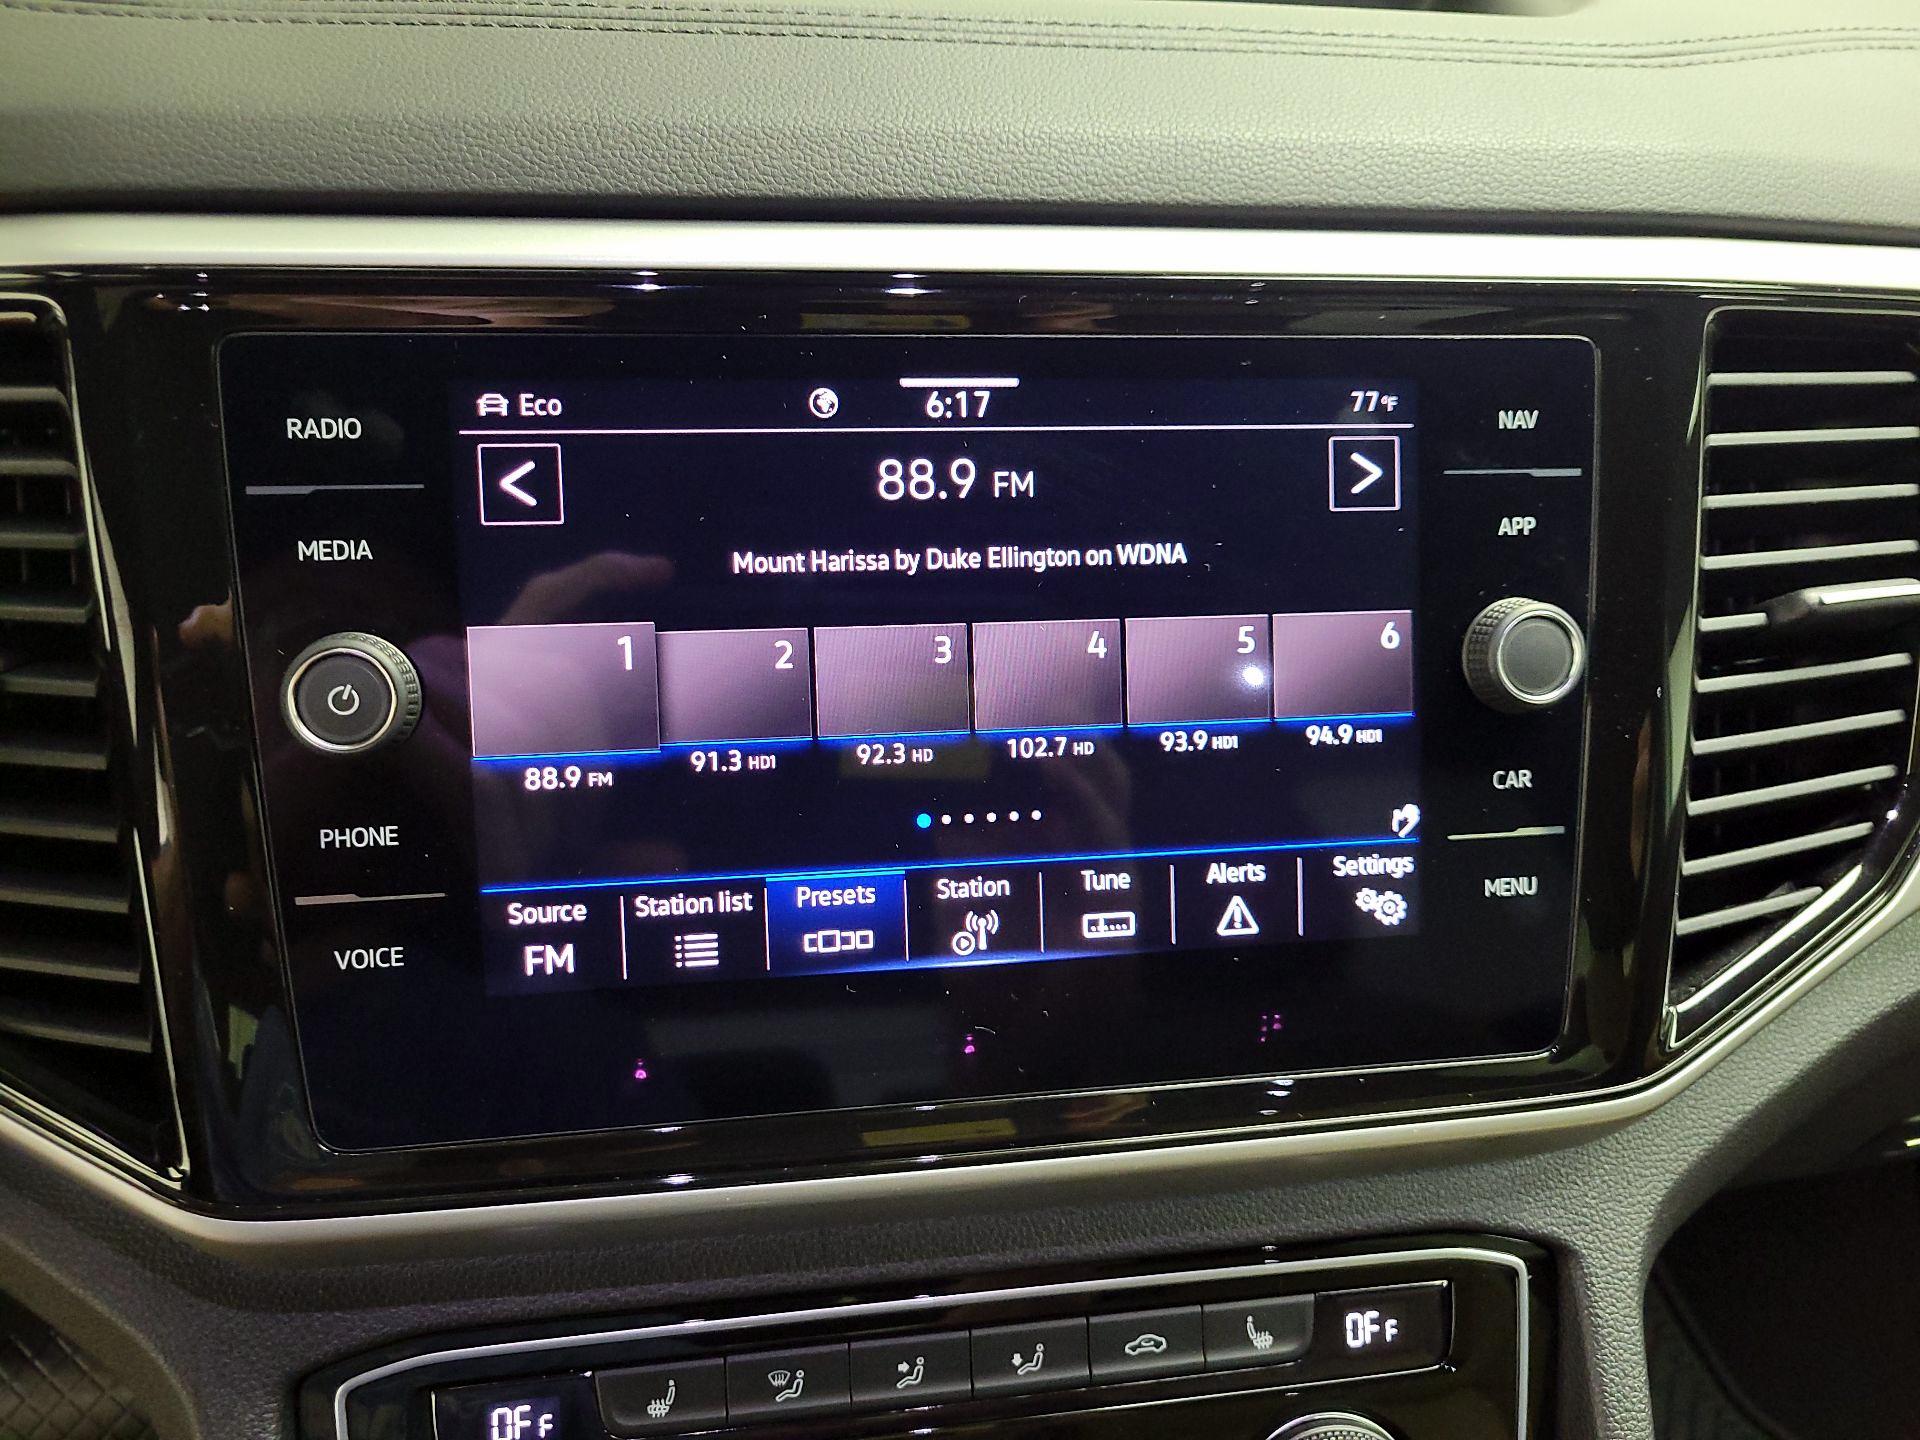 RADIO
MEDIA
PHONE
VOICE
Eco
6:17
77°F
88.9 FM
Mount Harissa by Duke Ellington on WDNA
1
2
3
4
5
6
88.9 FM
91.3 HD1
92.3 HD
102.7 HD
93.9 HD1
94.9 HD1
Source
FM
Station list
Presets
Station
Tune
Alerts
Settings
NAV
APP
CAR
MENU
OFF
OFF